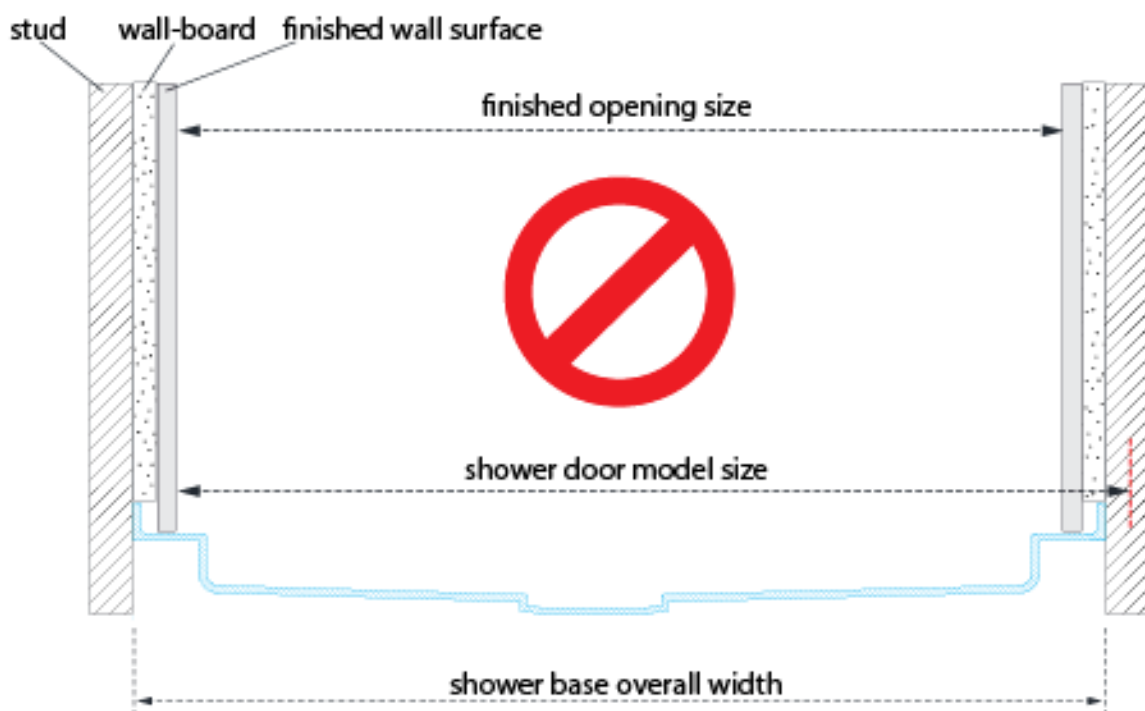 stud wall-board finished wall surface
finished opening size
shower door model size
shower base overall width